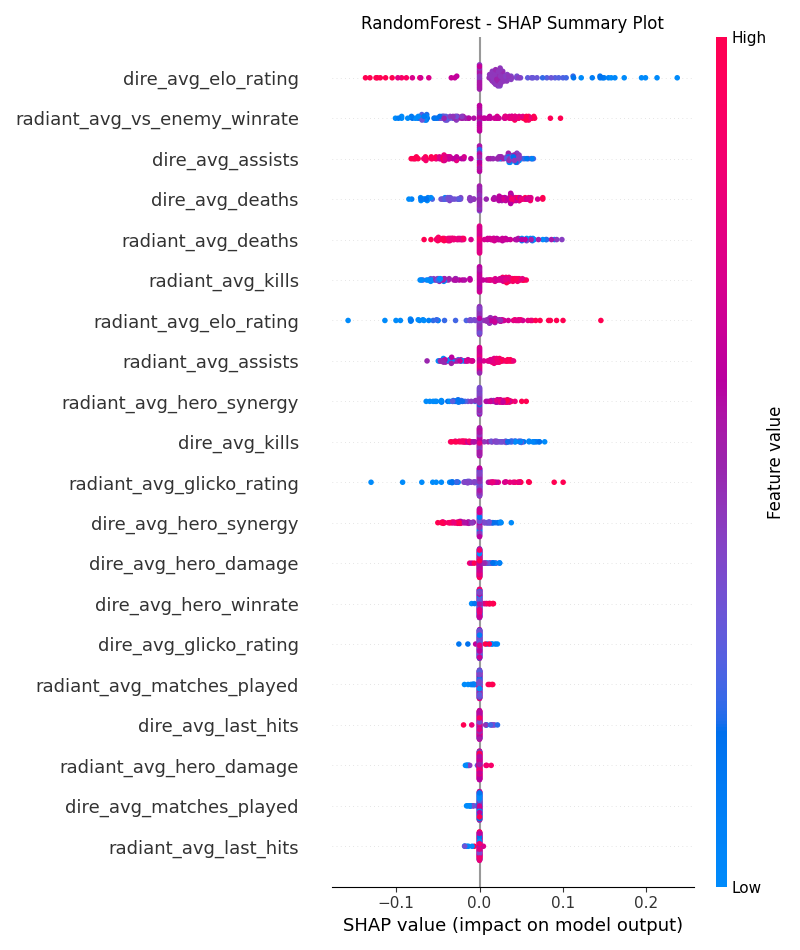 RandomForest - SHAP Summary Plot
High
dire_avg_elo_rating
radiant_avg_vs_enemy_winrate
dire_avg_assists
dire_avg_deaths
radiant_avg_deaths
radiant_avg_kills
radiant_avg_elo_rating
radiant_avg_assists
radiant_avg_hero_synergy
dire_avg_kills
radiant_avg_glicko_rating
dire_avg_hero_synergy
dire_avg_hero_damage
dire_avg_hero_winrate
dire_avg_glicko_rating
radiant_avg_matches_played
dire_avg_last_hits
radiant_avg_hero_damage
dire_avg_matches_played
radiant_avg_last_hits
Feature value
Low
−0.1 0.0 0.1 0.2
SHAP value (impact on model output)